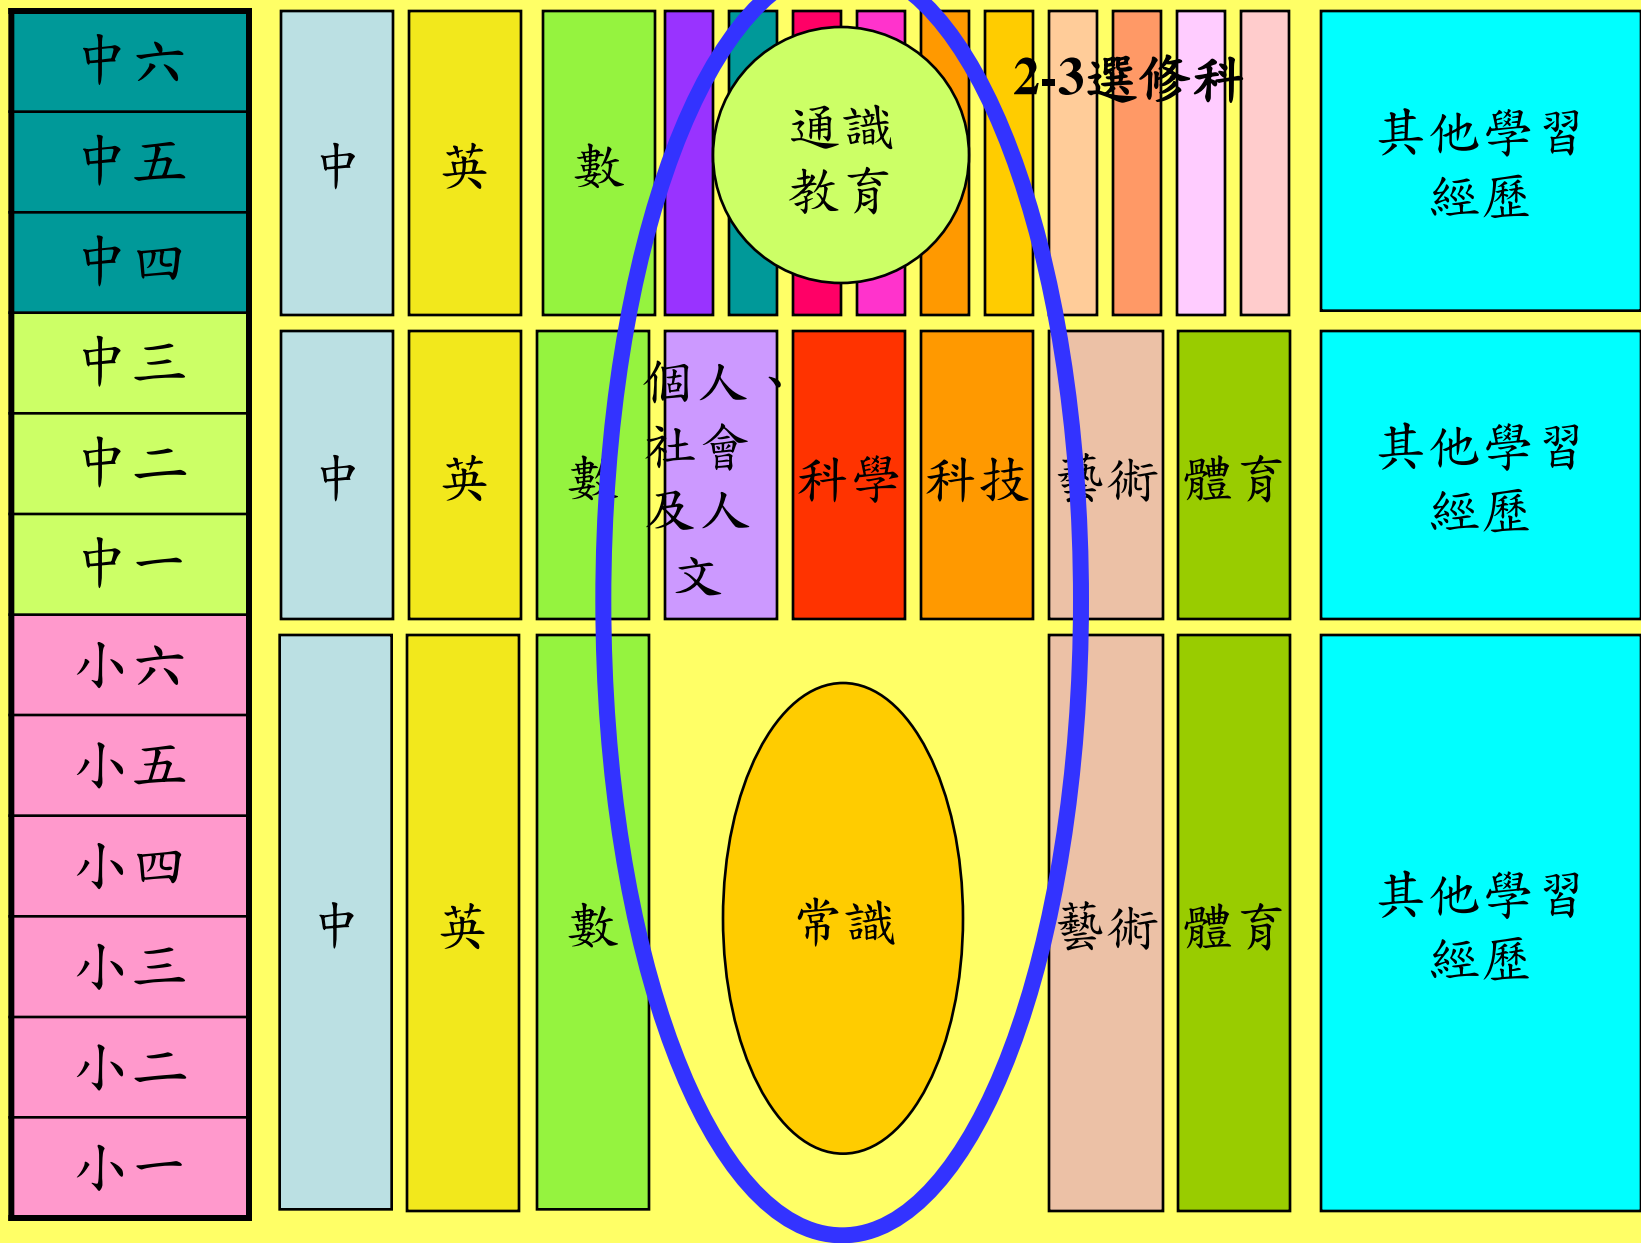 中六
中五
中四
中三
中二
中一
小六
小五
小四
小三
小二
小一
中
英
數
通識
教育
2-3選修科
其他學習
經歷
中
英
數
個人、
社會
及人
文
科學
科技
藝術
體育
其他學習
經歷
中
英
數
常識
藝術
體育
其他學習
經歷